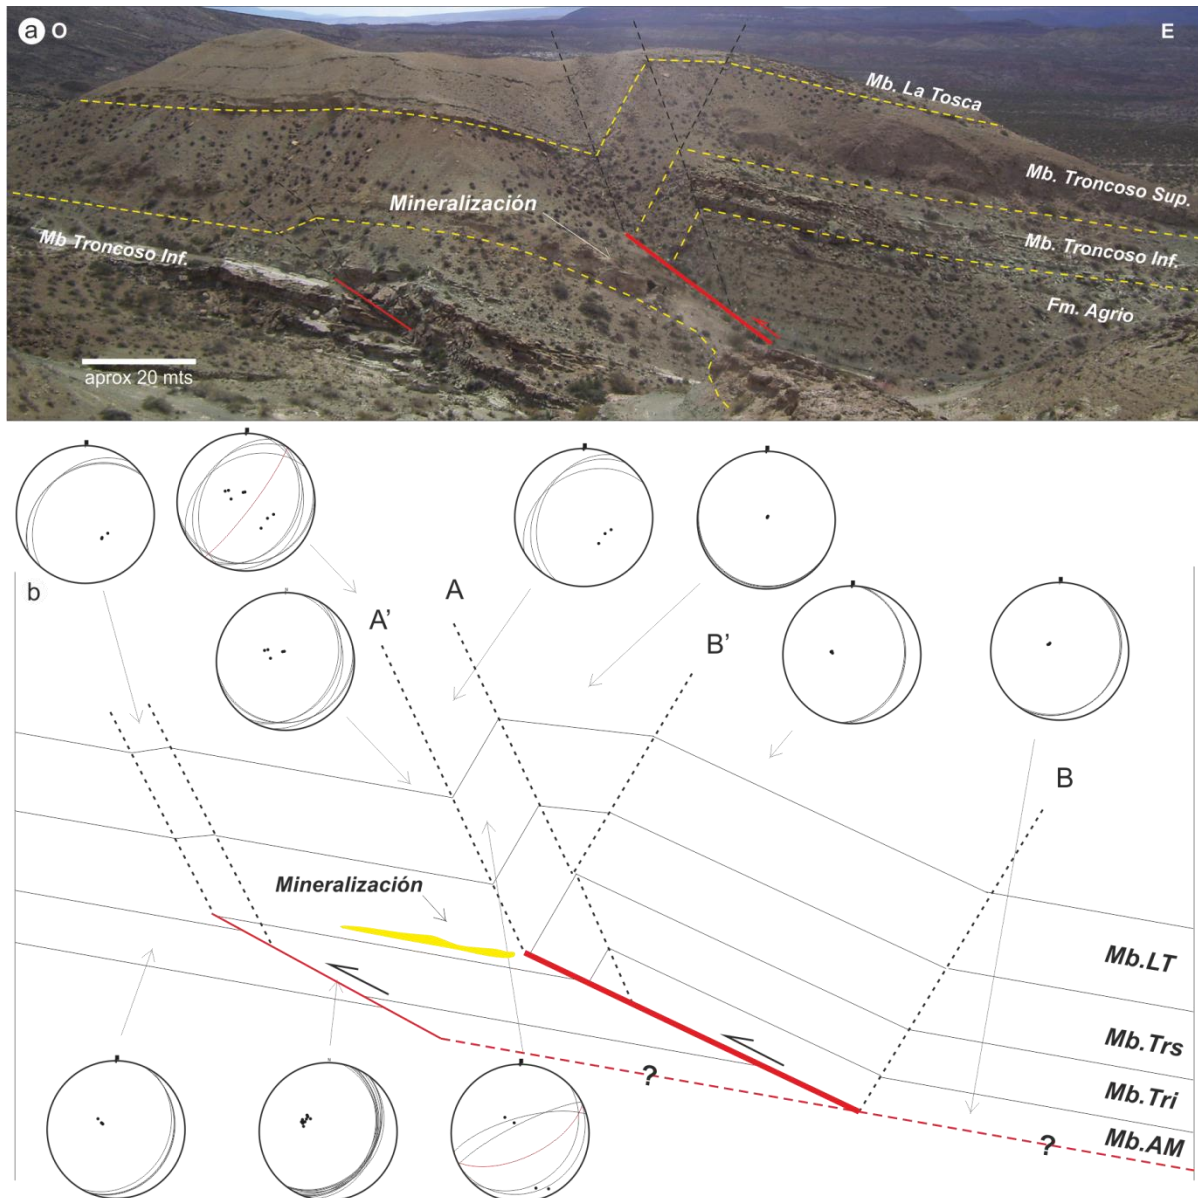 a O
E
Mb. La Tosca
Mb. Troncoso Sup.
Mineralización
Mb. Troncoso Inf.
Mb Troncoso Inf.
Fm. Agrio
aprox 20 mts
b
A
A'
B'
B
Mineralización
Mb.LT
Mb.Trs
?
Mb.Tri
?
Mb.AM